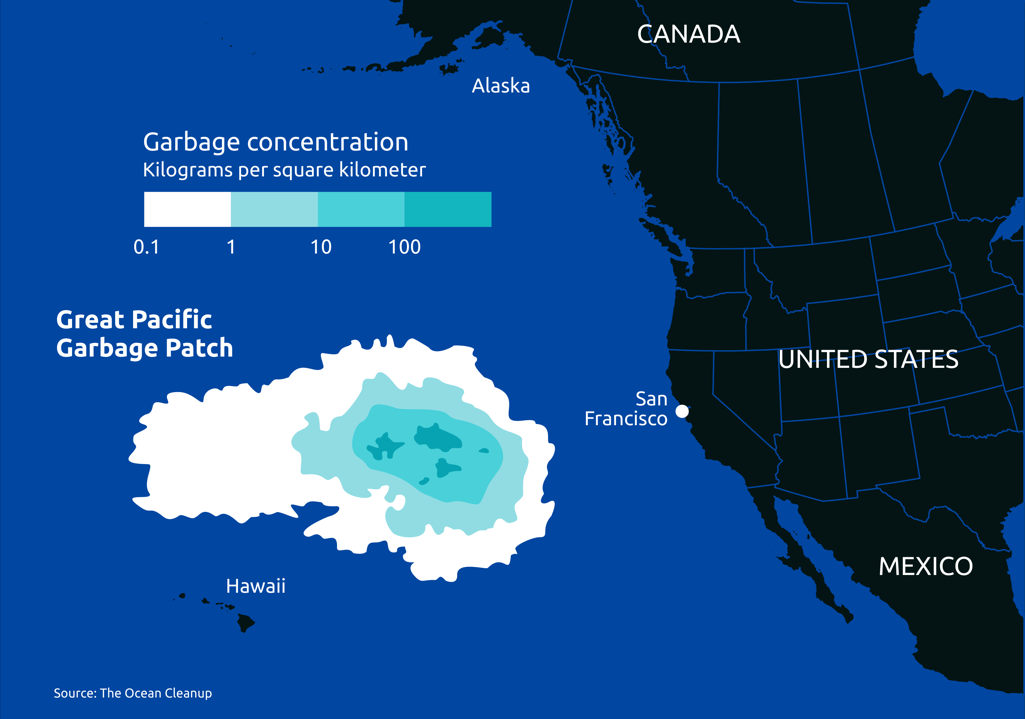 CANADA
Alaska
Garbage concentration
Kilograms per square kilometer
0.1 1 10 100
Great Pacific
Garbage Patch
UNITED STATES
San
Francisco
MEXICO
Hawaii
Source: The Ocean Cleanup